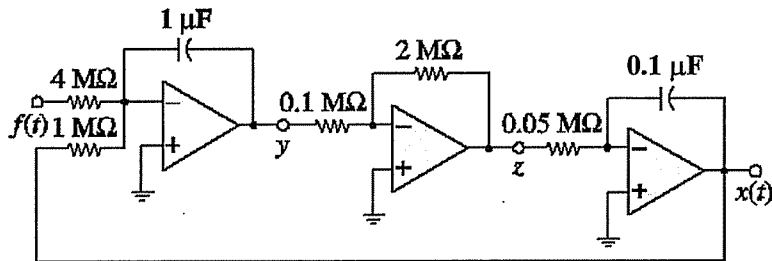 1 μF
4 MΩ
f(t)
1 MΩ
−
+
0.1 MΩ
y
2 MΩ
−
+
0.05 MΩ
z
0.1 μF
−
+
x(t)